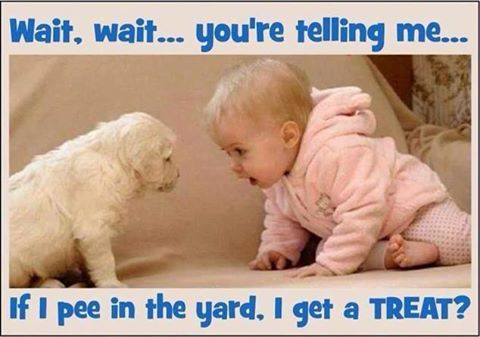 Wait, wait... you're telling me...
If I pee in the yard, I get a TREAT?